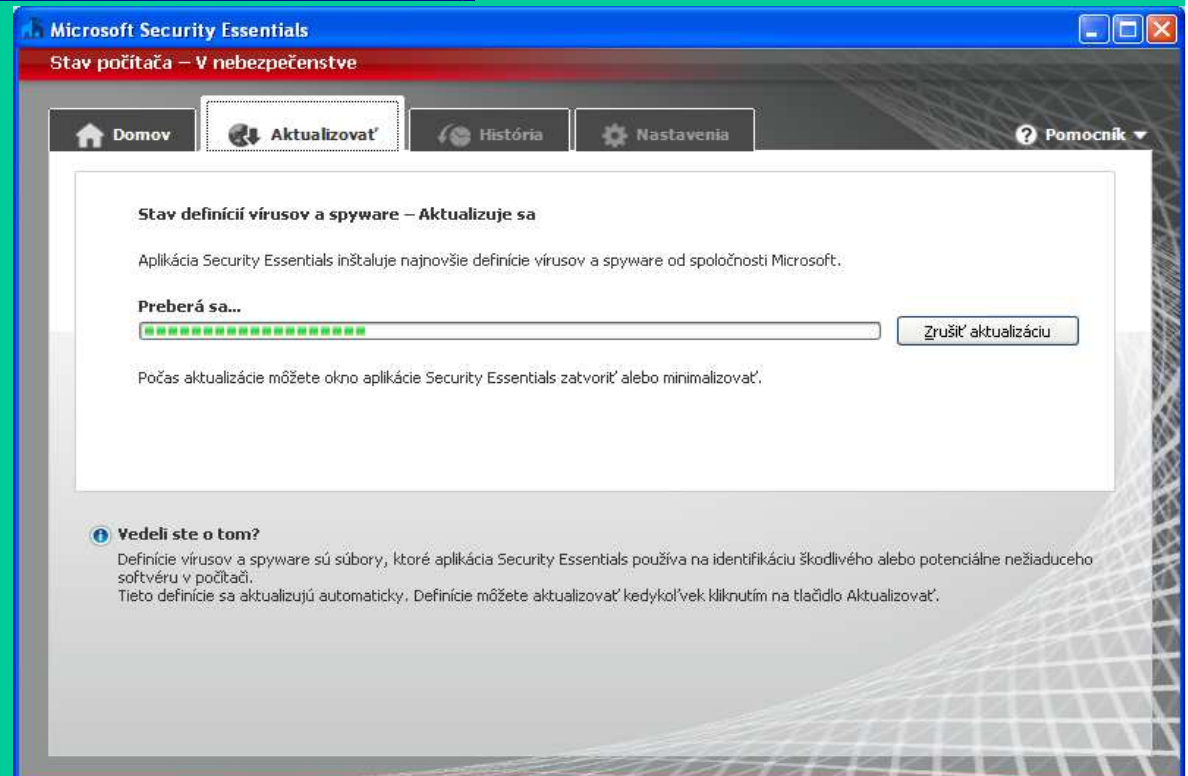 Microsoft Security Essentials
Stav počítača – V nebezpečenstve
Domov
Aktualizovať
História
Nastavenia
Pomocník
Stav definícií vírusov a spyware – Aktualizuje sa
Aplikácia Security Essentials inštaluje najnovšie definície vírusov a spyware od spoločnosti Microsoft.
Preberá sa...
Zrušiť aktualizáciu
Počas aktualizácie môžete okno aplikácie Security Essentials zatvoriť alebo minimalizovať.
Vedeli ste o tom?
Definície vírusov a spyware sú súbory, ktoré aplikácia Security Essentials používa na identifikáciu škodlivého alebo potenciálne nežiaduceho
softvéru v počítači.
Tieto definície sa aktualizujú automaticky. Definície môžete aktualizovať kedykoľvek kliknutím na tlačidlo Aktualizovať.